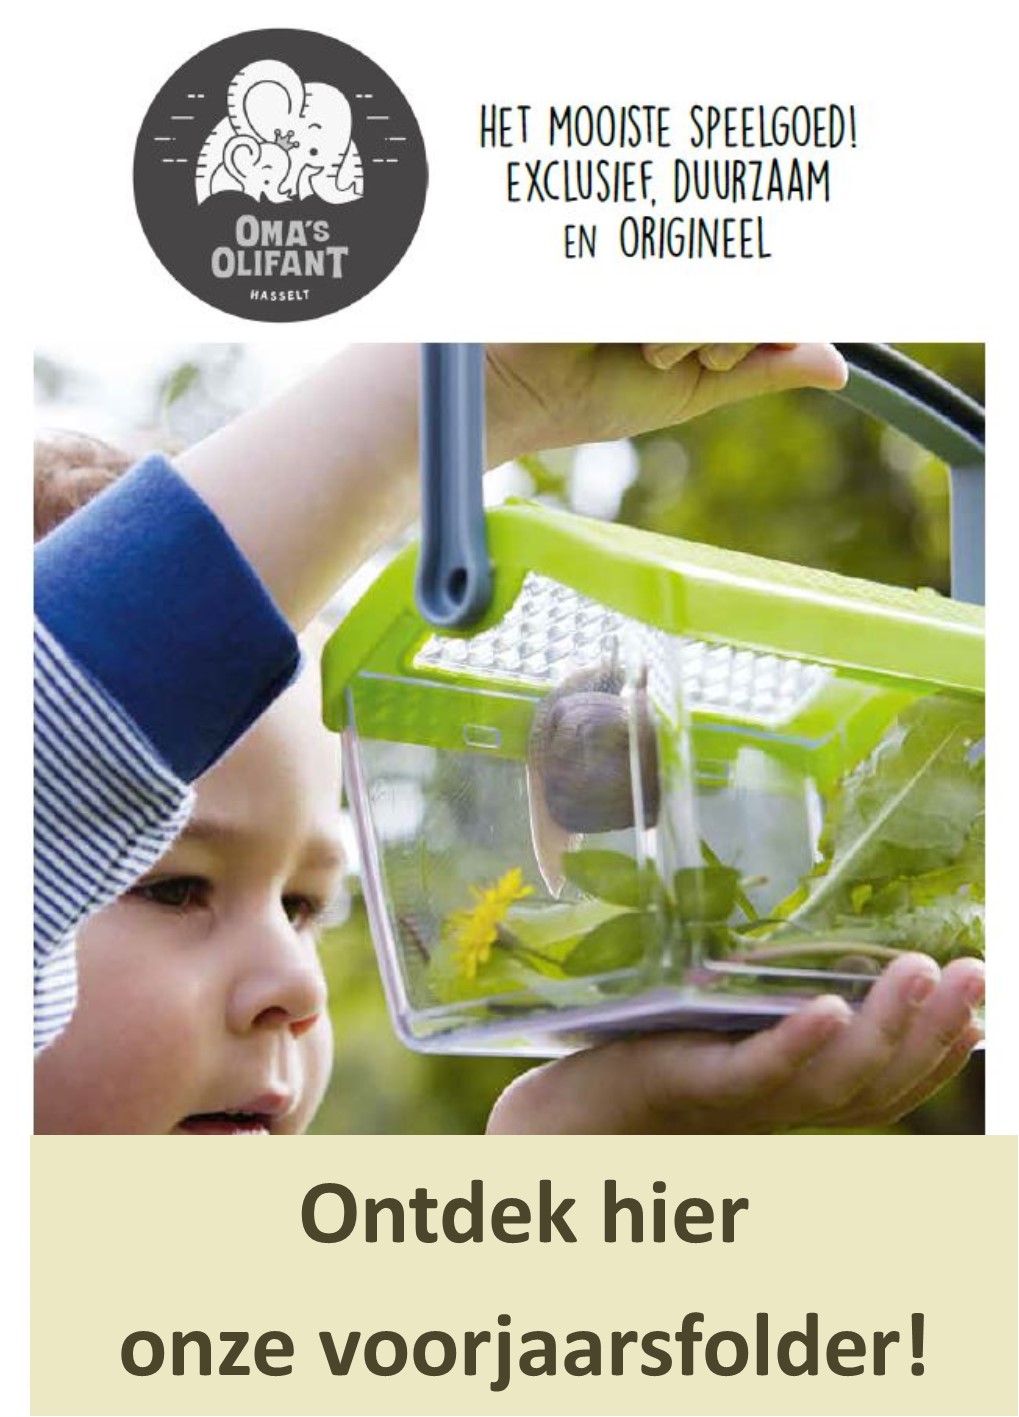 OMA'S
OLIFANT
HASSELT
HET MOOISTE SPEELGOED!
EXCLUSIEF, DUURZAAM
EN ORIGINEEL
Ontdek hier
onze voorjaarsfolder!